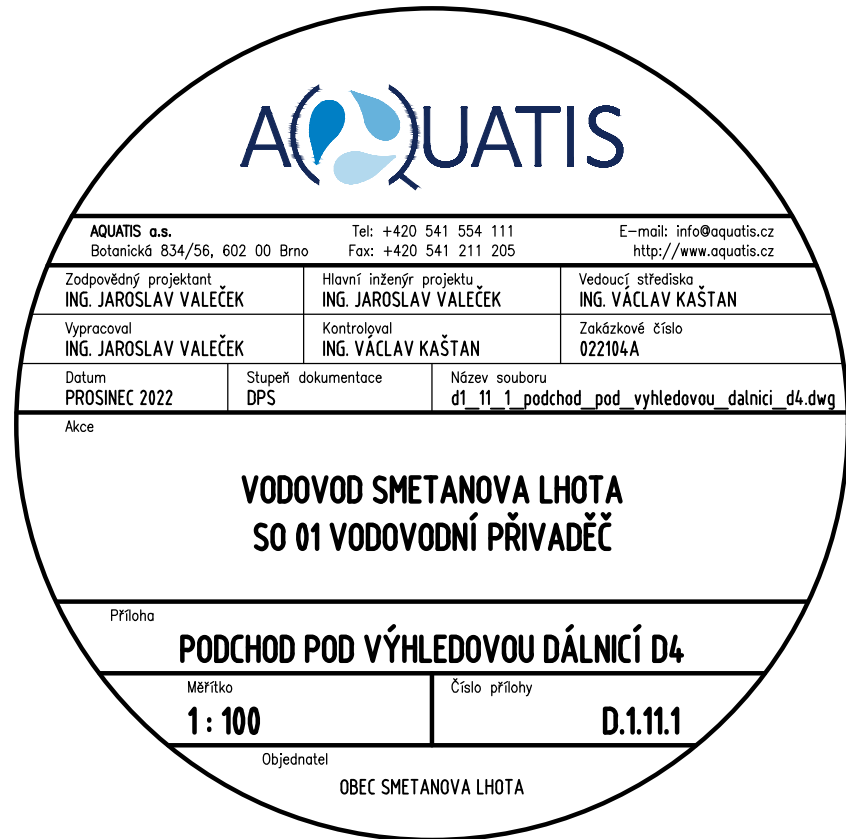 AQUATIS
AQUATIS a.s. Tel: +420 541 554 111 E-mail: info@aquatis.cz
Botanická 834/56, 602 00 Brno Fax: +420 541 211 205 http://www.aquatis.cz
Zodpovědný projektant Hlavní inženýr projektu Vedoucí střediska
ING. JAROSLAV VALEČEK ING. JAROSLAV VALEČEK ING. VÁCLAV KAŠTAN
Vypracoval Kontroloval Zakázkové číslo
ING. JAROSLAV VALEČEK ING. VÁCLAV KAŠTAN 022104A
Datum Stupeň dokumentace Název souboru
PROSINEC 2022 DPS d1_11_1_podchod_pod_vyhledovou_dalnici_d4.dwg
Akce
VODOVOD SMETANOVA LHOTA
SO 01 VODOVODNÍ PŘIVADĚČ
Příloha
PODCHOD POD VÝHLEDOVOU DÁLNICÍ D4
Měřítko Číslo přílohy
1 : 100 D.1.11.1
Objednatel
OBEC SMETANOVA LHOTA